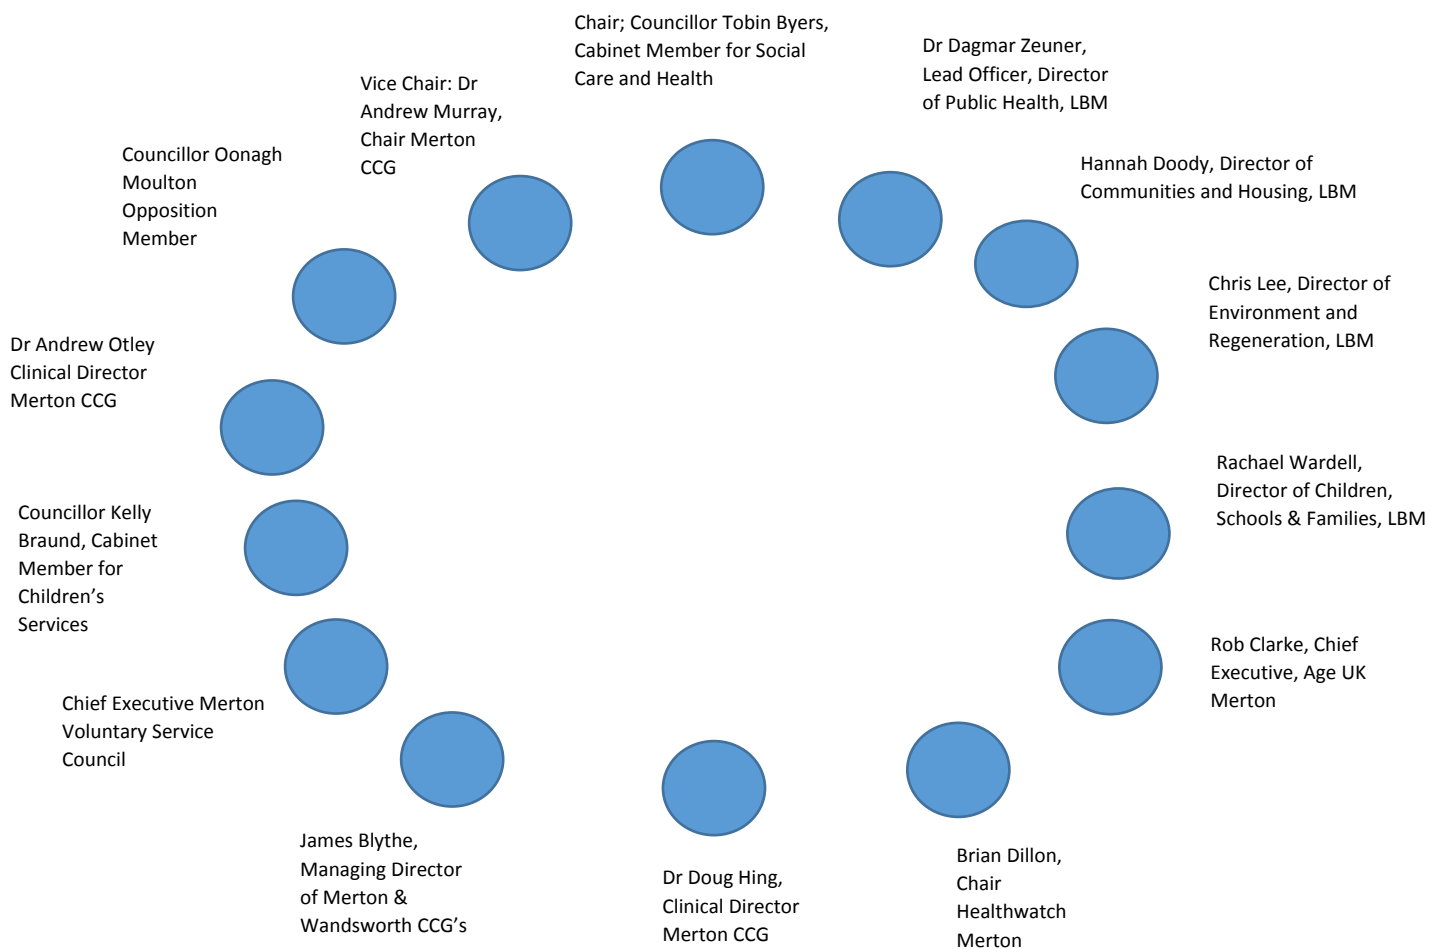 Chair; Councillor Tobin Byers,
Cabinet Member for Social
Care and Health
Dr Dagmar Zeuner,
Lead Officer, Director
of Public Health, LBM
Hannah Doody, Director of
Communities and Housing, LBM
Chris Lee, Director of
Environment and
Regeneration, LBM
Rachael Wardell,
Director of Children,
Schools & Families, LBM
Rob Clarke, Chief
Executive, Age UK
Merton
Brian Dillon,
Chair
Healthwatch
Merton
Dr Doug Hing,
Clinical Director
Merton CCG
James Blythe,
Managing Director
of Merton &
Wandsworth CCG’s
Chief Executive Merton
Voluntary Service
Council
Councillor Kelly
Braund, Cabinet
Member for
Children’s
Services
Dr Andrew Otley
Clinical Director
Merton CCG
Councillor Oonagh
Moulton
Opposition
Member
Vice Chair: Dr
Andrew Murray,
Chair Merton
CCG